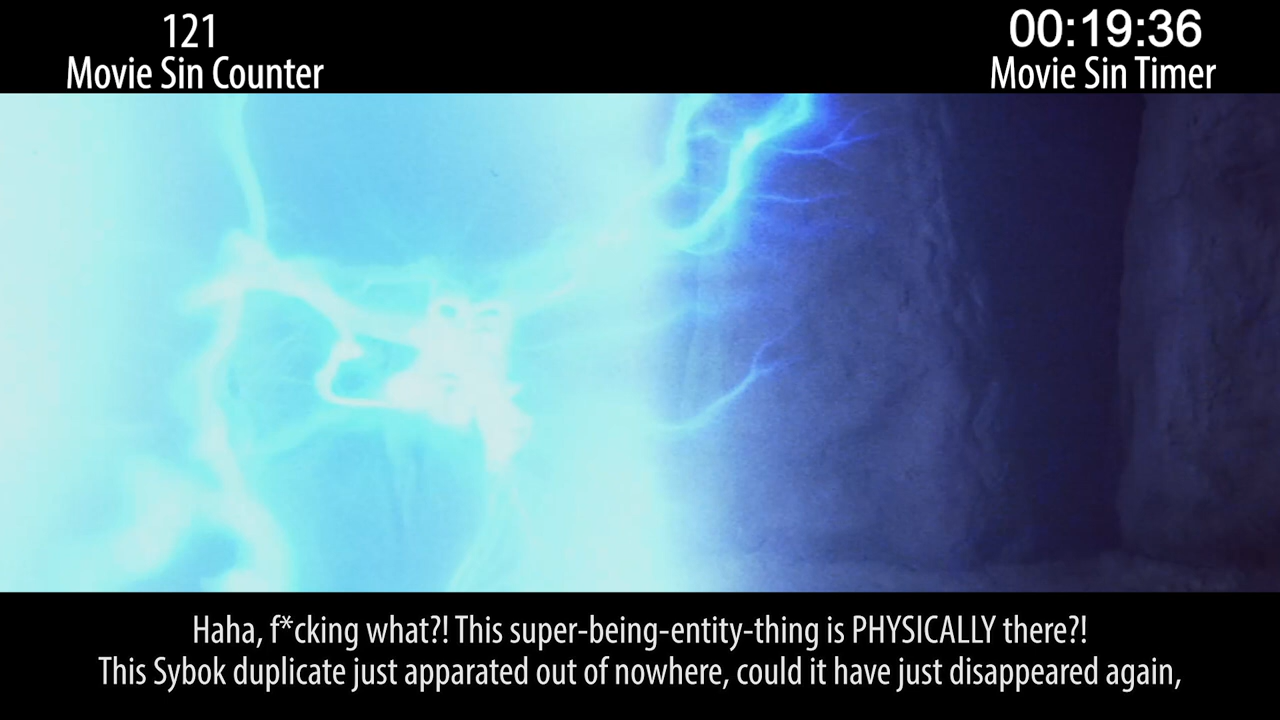 121
Movie Sin Counter
00:19:36
Movie Sin Timer
Haha, f*cking what?! This super-being-entity-thing is PHYSICALLY there?!
This Sybok duplicate just apparated out of nowhere, could it have just disappeared again,